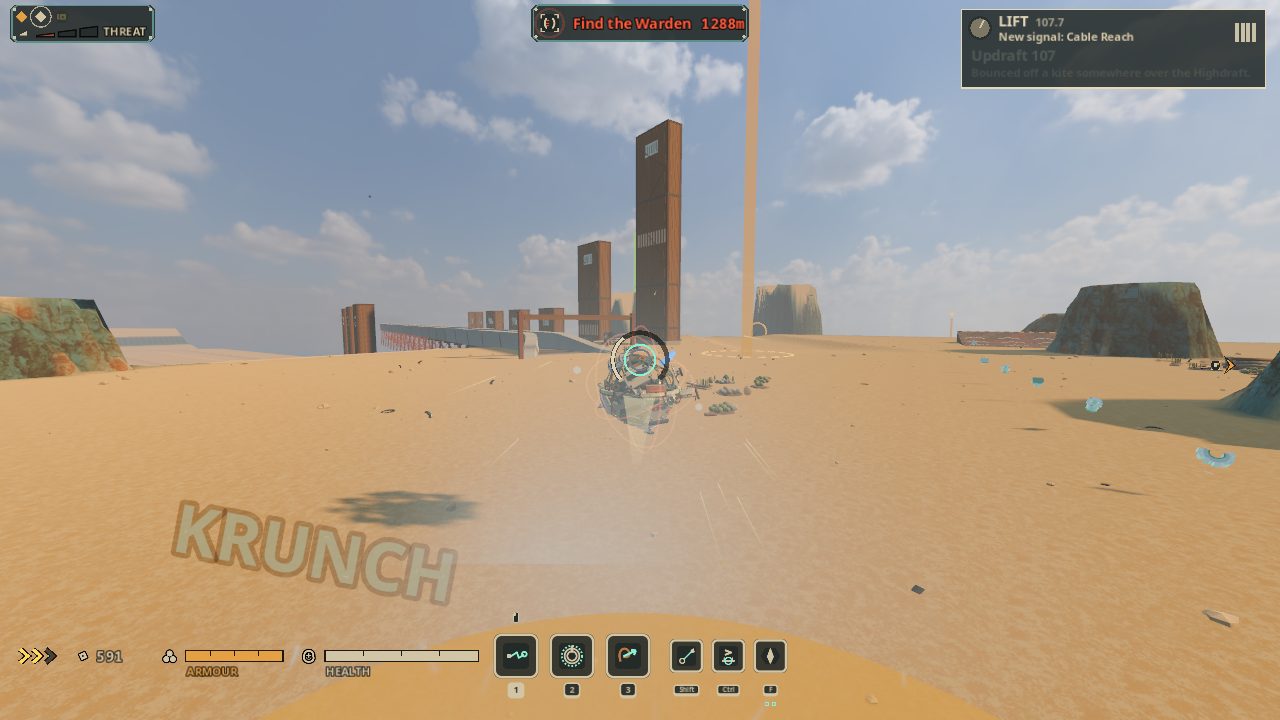 THREAT
Find the Warden 1288m
LIFT 107.7
New signal: Cable Reach
Updraft 107
Bounced off a kite somewhere over the Highdraft.
KRUNCH
591
ARMOUR
HEALTH
1
2
3
Shift
Ctrl
F